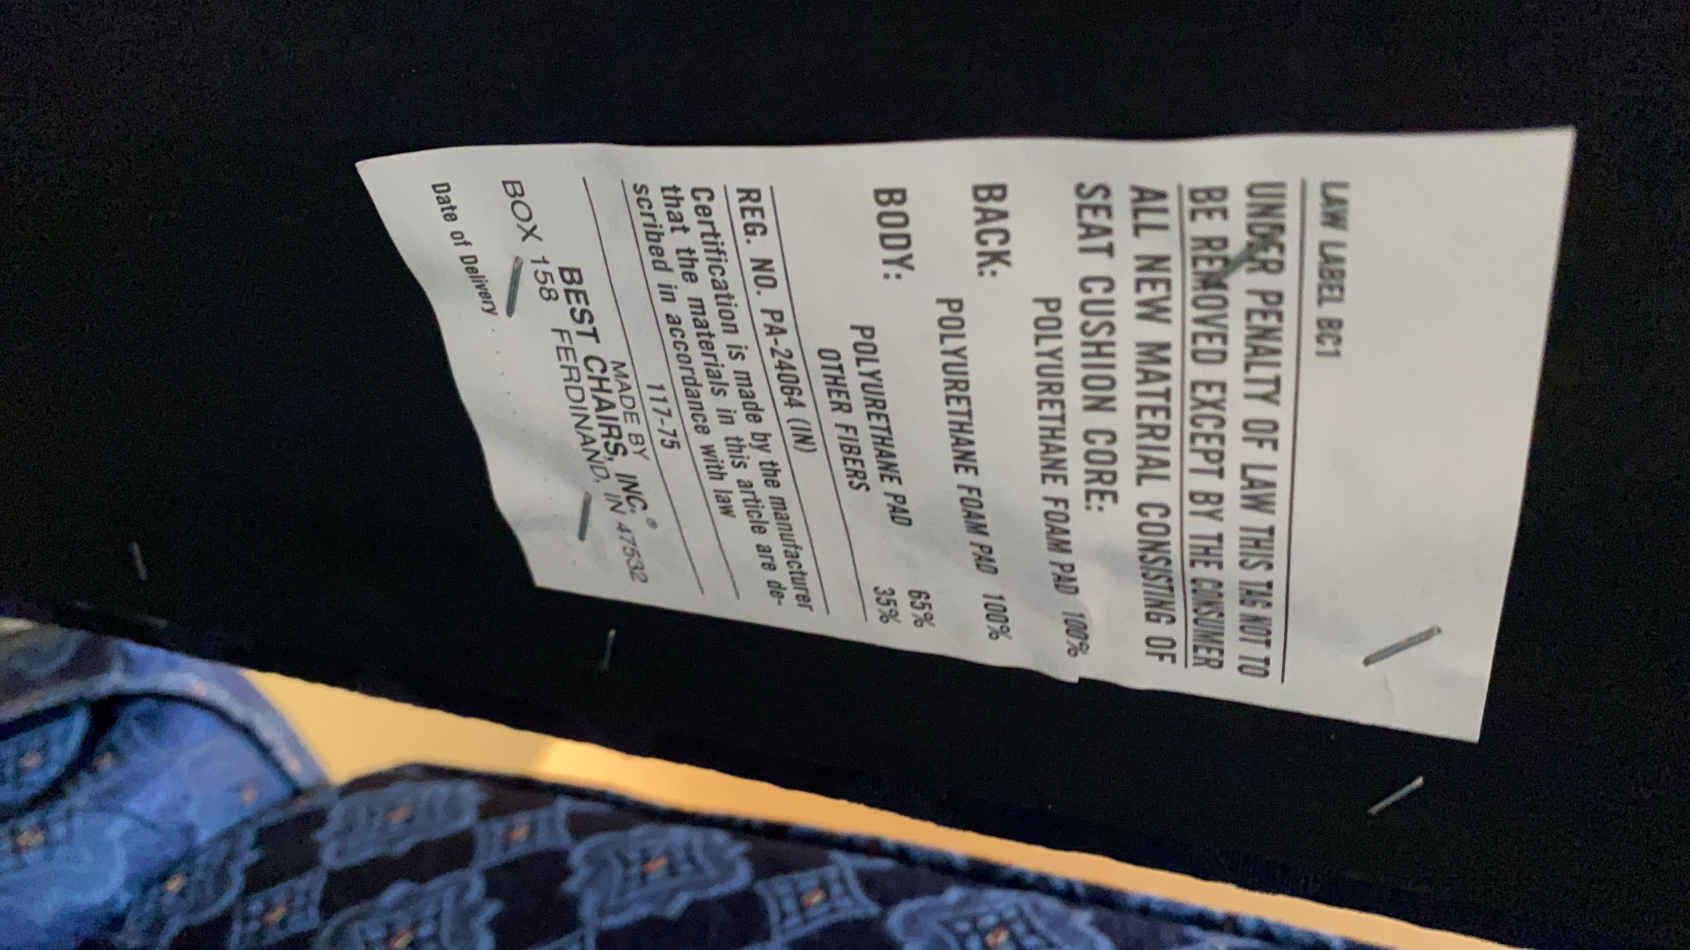 LAW LABEL BC1
UNDER PENALTY OF LAW THIS TAG NOT TO
BE REMOVED EXCEPT BY THE CONSUMER
ALL NEW MATERIAL CONSISTING OF
SEAT CUSHION CORE:
POLYURETHANE FOAM PAD 100%
BACK:
POLYURETHANE FOAM PAD 100%
BODY:
POLYURETHANE PAD 65%
OTHER FIBERS 35%
REG. NO. PA-24064 (IN)
Certification is made by the manufacturer
that the materials in this article are de-
scribed in accordance with law
117-75
MADE BY
BEST CHAIRS, INC.®
BOX 158 FERDINAND, IN 47532
Date of Delivery